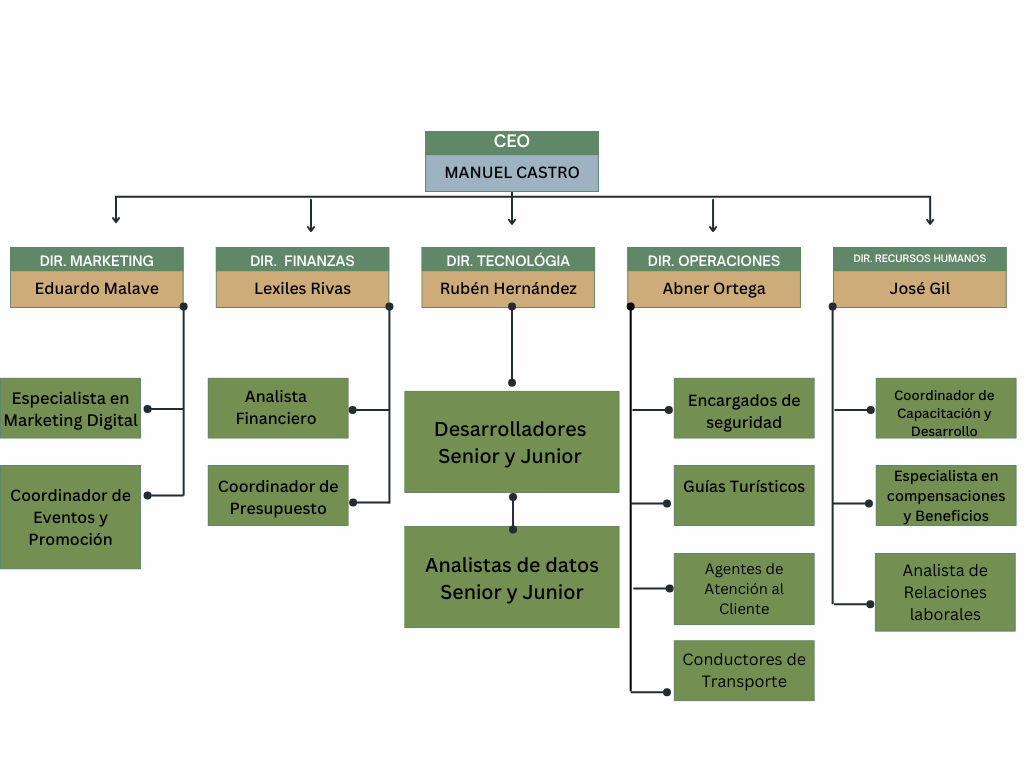 CEO
MANUEL CASTRO
DIR. MARKETING
Eduardo Malave
DIR. FINANZAS
Lexiles Rivas
DIR. TECNOLÓGIA
Rubén Hernández
DIR. OPERACIONES
Abner Ortega
DIR. RECURSOS HUMANOS
José Gil
Especialista en
Marketing Digital
Coordinador de
Eventos y
Promoción
Analista
Financiero
Coordinador de
Presupuesto
Desarrolladores
Senior y Junior
Analistas de datos
Senior y Junior
Encargados de
seguridad
Guías Turísticos
Agentes de
Atención al
Cliente
Conductores de
Transporte
Coordinador de
Capacitación y
Desarrollo
Especialista en
compensaciones
y Beneficios
Analista de
Relaciones
laborales